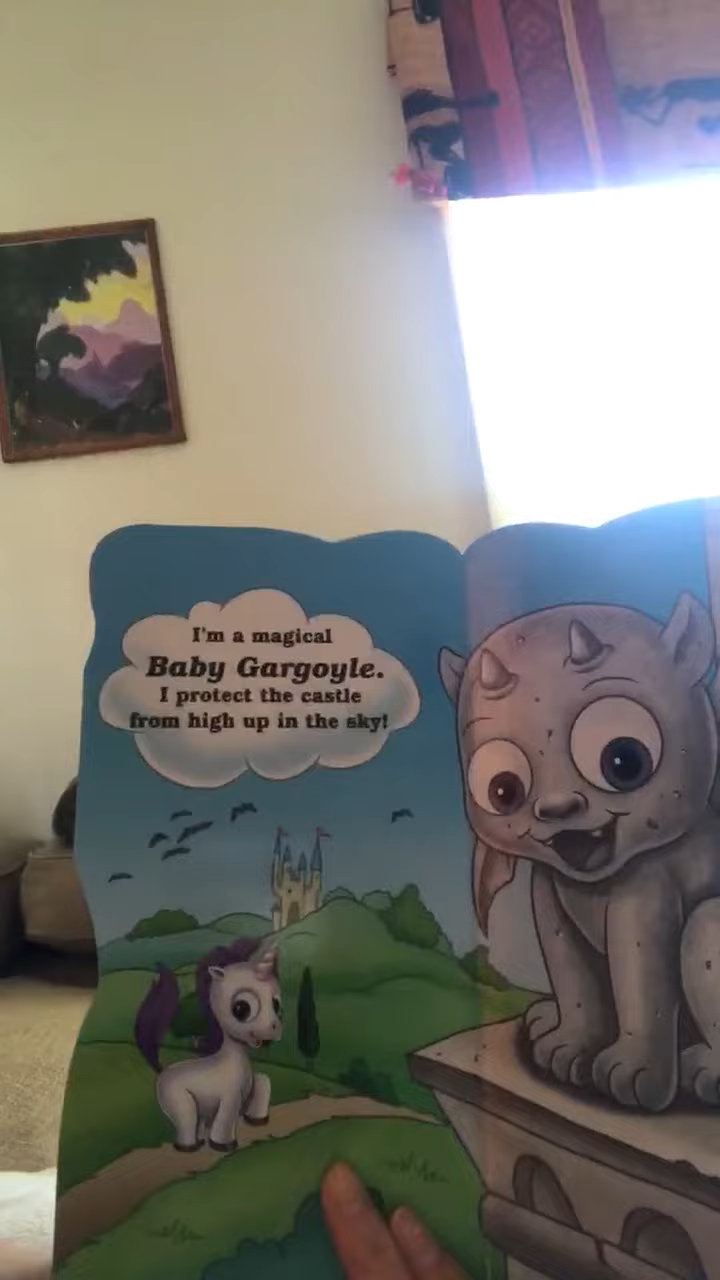 I'm a magical
Baby Gargoyle.
I protect the castle
from high up in the sky!